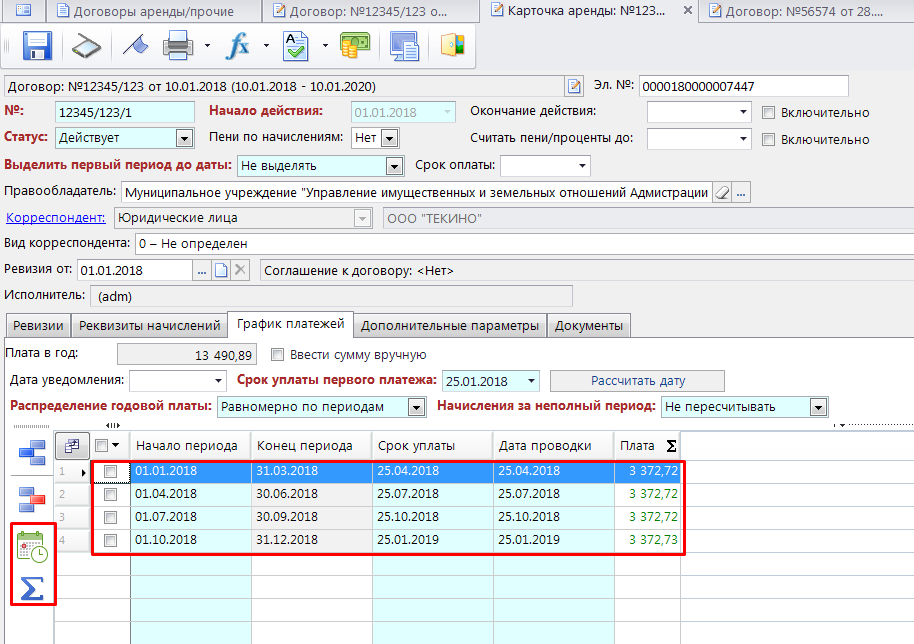 Договоры аренды/прочие
Договор: №12345/123 о...
Карточка аренды: №123...
Договор: №56574 от 28....
Договор: №12345/123 от 10.01.2018 (10.01.2018 - 10.01.2020)
Эл. №: 0000180000007447
№: 12345/123/1 Начало действия: 01.01.2018 Окончание действия: Включительно
Статус: Действует Пени по начислениям: Нет Считать пени/проценты до: Включительно
Выделить первый период до даты: Не выделять Срок оплаты:
Правообладатель: Муниципальное учреждение "Управление имущественных и земельных отношений Адмистрации ...
Корреспондент: Юридические лица ООО "ТЕКИНО"
Вид корреспондента: 0 – Не определен
Ревизия от: 01.01.2018 ... Соглашение к договору: <Нет>
Исполнитель: (adm)
Ревизии Реквизиты начислений График платежей Дополнительные параметры Документы
Плата в год: 13 490,89 Ввести сумму вручную
Дата уведомления: Срок уплаты первого платежа: 25.01.2018 Рассчитать дату
Распределение годовой платы: Равномерно по периодам Начисления за неполный период: Не пересчитывать
Начало периода Конец периода Срок уплаты Дата проводки Плата Σ
1 01.01.2018 31.03.2018 25.04.2018 25.04.2018 3 372,72
2 01.04.2018 30.06.2018 25.07.2018 25.07.2018 3 372,72
3 01.07.2018 30.09.2018 25.10.2018 25.10.2018 3 372,72
4 01.10.2018 31.12.2018 25.01.2019 25.01.2019 3 372,73
Σ